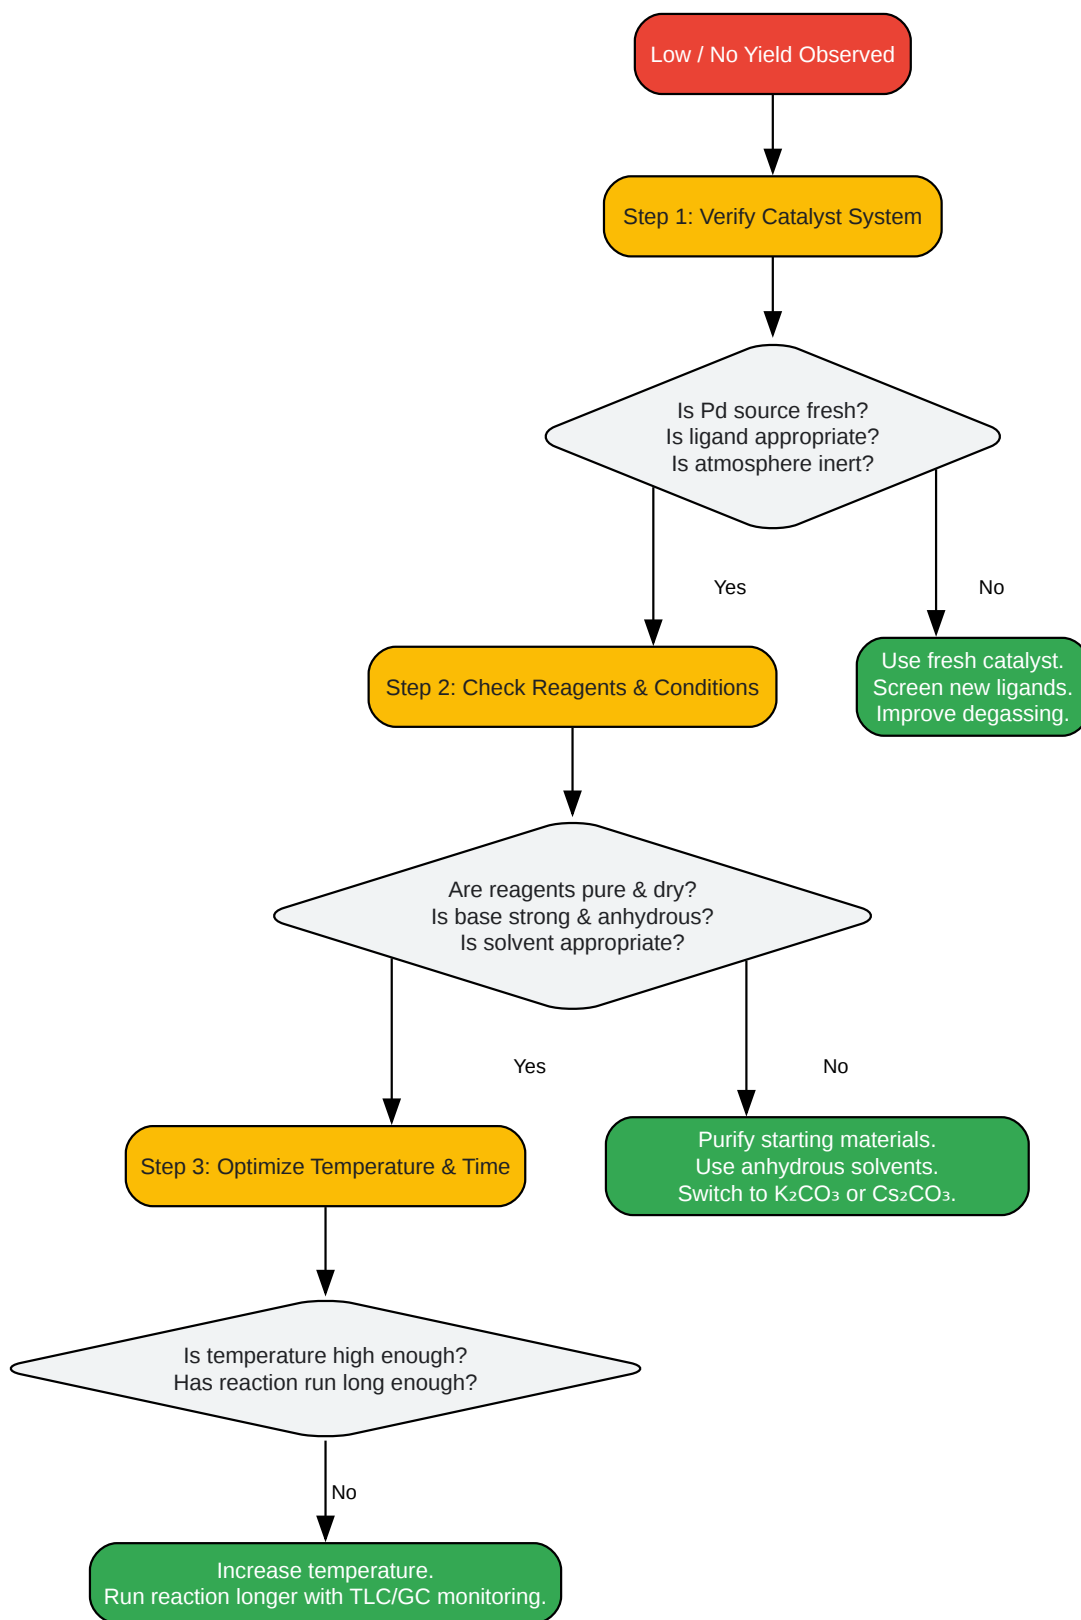 Low / No Yield Observed
Step 1: Verify Catalyst System
Is Pd source fresh?
Is ligand appropriate?
Is atmosphere inert?
Yes
No
Use fresh catalyst.
Screen new ligands.
Improve degassing.
Step 2: Check Reagents & Conditions
Are reagents pure & dry?
Is base strong & anhydrous?
Is solvent appropriate?
Yes
No
Purify starting materials.
Use anhydrous solvents.
Switch to K₂CO₃ or Cs₂CO₃.
Step 3: Optimize Temperature & Time
Is temperature high enough?
Has reaction run long enough?
No
Increase temperature.
Run reaction longer with TLC/GC monitoring.